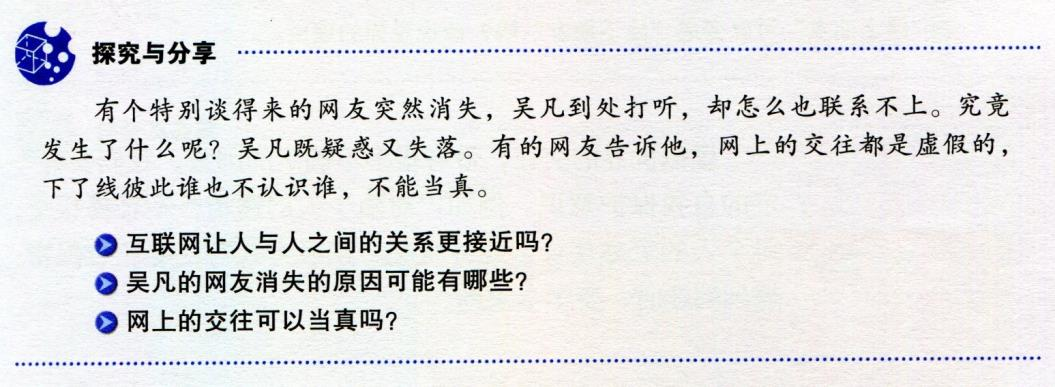 探究与分享
有个特别谈得来的网友突然消失，吴凡到处打听，却怎么也联系不上。究竟
发生了什么呢？吴凡既疑惑又失落。有的网友告诉他，网上的交往都是虚假的，
下了线彼此谁也不认识谁，不能当真。
互联网让人与人之间的关系更接近吗？
吴凡的网友消失的原因可能有哪些？
网上的交往可以当真吗？